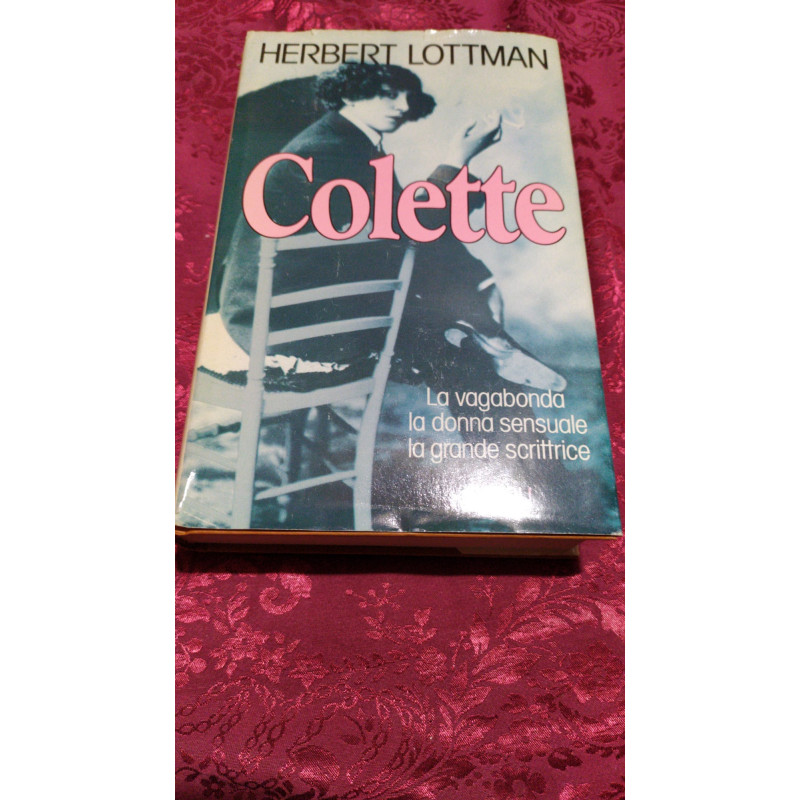 HERBERT LOTTMAN
Colette
La vagabonda
la donna sensuale
la grande scrittrice